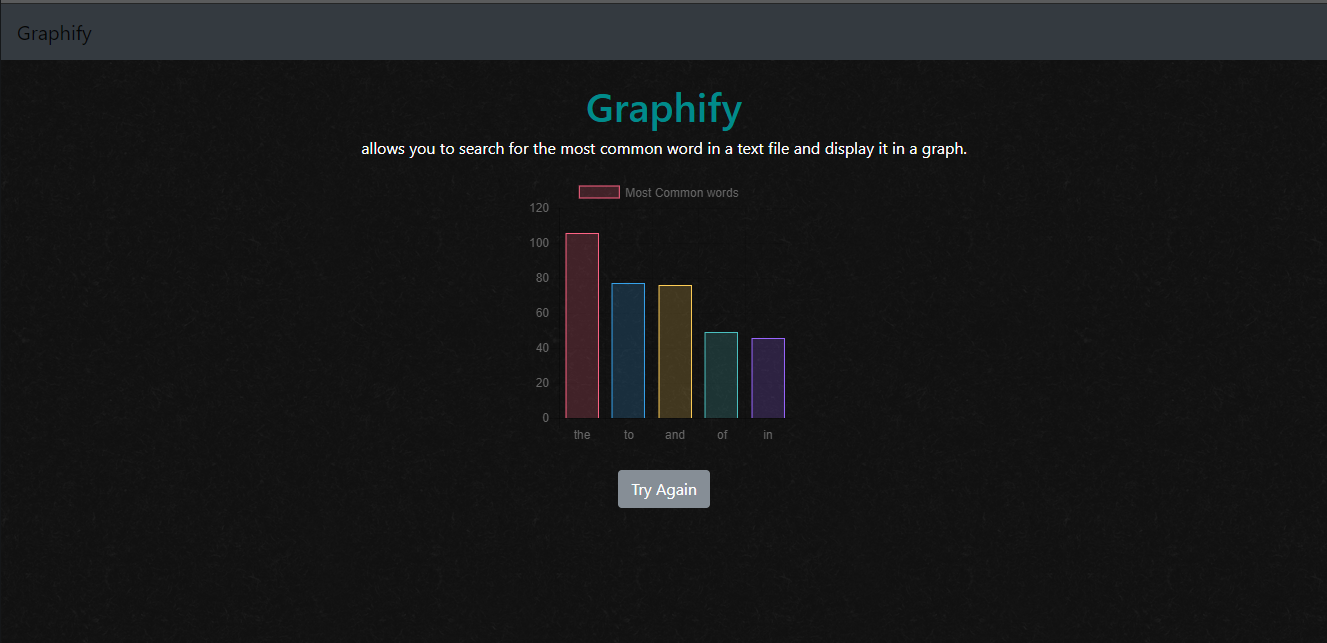 Graphify
Graphify
allows you to search for the most common word in a text file and display it in a graph.
Most Common words
120
100
80
60
40
20
0
the to and of in
Try Again